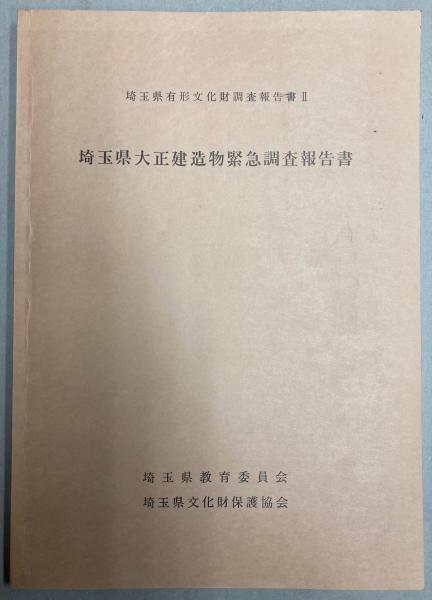 埼玉県有形文化財調査報告書Ⅱ
埼玉県大正建造物緊急調査報告書
埼玉県教育委員会
埼玉県文化財保護協会